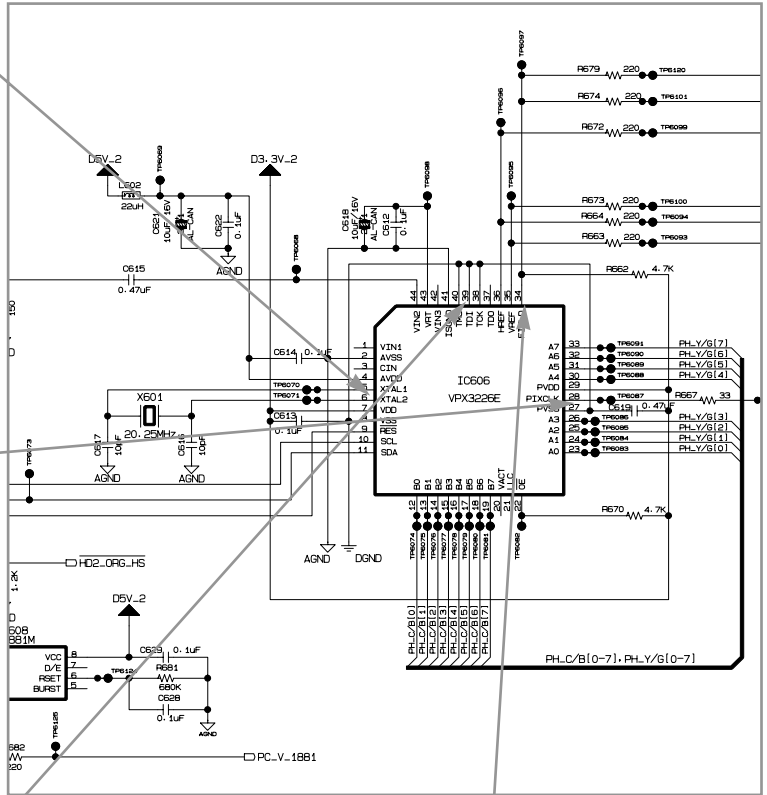 TP6097
R679 220 TP6120
R674 220 TP6101
TP6096
R672 220 TP6099
D5V_2
TP6069
D3.3V_2
L602
22uH
C621
10uF/16V
AL-CAN
C622
0.1uF
AGND
TP6068
C618
10uF/16V
AL-CAN
C612
0.1uF
TP6098
TP6095
R673 220 TP6100
R664 220 TP6094
R663 220 TP6093
R662 4.7K
C615
0.47uF
150
44 43 42 41 40 39 38 37 36 35 34
VIN2 VRT VIN3 TDI TCK TDO HREF VREF
1 VIN1
2 AVSS
3 CIN
4 AVDD
XTAL1
6 XTAL2
7 VDD
8 VSS
9 RES
10 SCL
11 SDA
IC606
VPX3226E
A7 33 TP6091 PH_Y/G[7]
A6 32 TP6090 PH_Y/G[6]
A5 31 TP6089 PH_Y/G[5]
A4 30 TP6088 PH_Y/G[4]
PVDD 29
PIXCLK 28 TP6087 R667 33
PVSS 27 C619 0.47uF
A3 26 TP6086 PH_Y/G[3]
A2 25 TP6085 PH_Y/G[2]
A1 24 TP6084 PH_Y/G[1]
A0 23 TP6083 PH_Y/G[0]
C614 0.1uF
TP6070
TP6071
C613
0.1uF
X601
20.25MHz
C617
10pF
C616
10pF
AGND
AGND
TP6073
B0 B1 B2 B3 B4 B5 B6 B7 VACT LLC OE
12 13 14 15 16 17 18 19 20 21 22
TP6074 TP6075 TP6076 TP6077 TP6078 TP6079 TP6080 TP6081 TP6082
R670 4.7K
AGND
DGND
HD2_ORG_HS
1.2K
D5V_2
608
881M
VCC 8
D/E 7
RSET 6
BURST 5
C629 0.1uF
TP612
R681
680K
C628
0.1uF
AGND
PH_C/B[0] PH_C/B[1] PH_C/B[2] PH_C/B[3] PH_C/B[4] PH_C/B[5] PH_C/B[6] PH_C/B[7]
PH_C/B[0-7],PH_Y/G[0-7]
TP6125
682
220
PC_V_1881